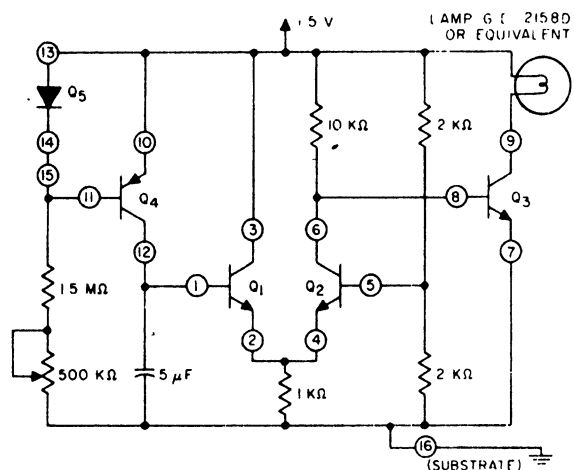 +5 V
LAMP G E 2158D
OR EQUIVALENT
13
Q5
14
15
10
11
Q4
12
10 KΩ
2 KΩ
9
8
Q3
7
3
6
1
Q1
Q2
5
2
4
1.5 MΩ
500 KΩ
5 µF
1 KΩ
2 KΩ
16
(SUBSTRATE)